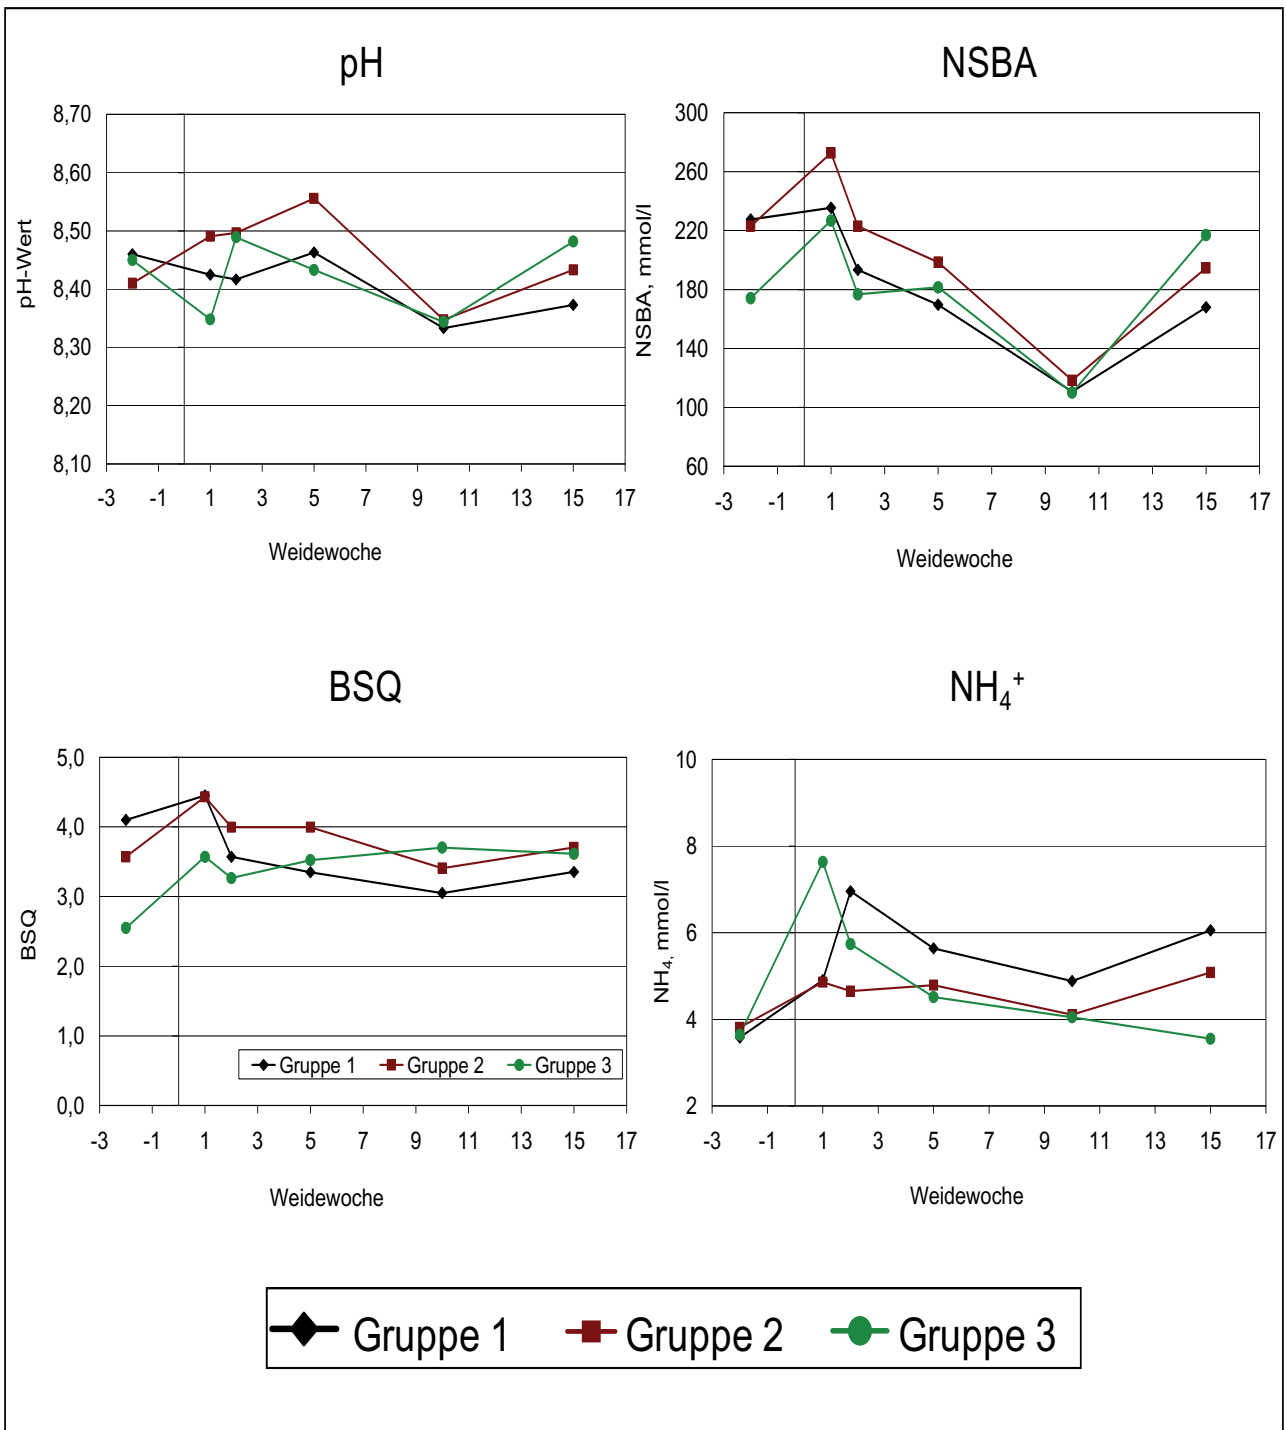 pH
8,70
8,60
8,50
8,40
8,30
8,20
8,10
pH-Wert
-3 -1 1 3 5 7 9 11 13 15 17
Weidewoche
NSBA
300
260
220
180
140
100
60
NSBA, mmol/l
-3 -1 1 3 5 7 9 11 13 15 17
Weidewoche
BSQ
5,0
4,0
3,0
2,0
1,0
0,0
BSQ
Gruppe 1 Gruppe 2 Gruppe 3
-3 -1 1 3 5 7 9 11 13 15 17
Weidewoche
NH₄⁺
10
8
6
4
2
NH₄, mmol/l
-3 -1 1 3 5 7 9 11 13 15 17
Weidewoche
Gruppe 1 Gruppe 2 Gruppe 3